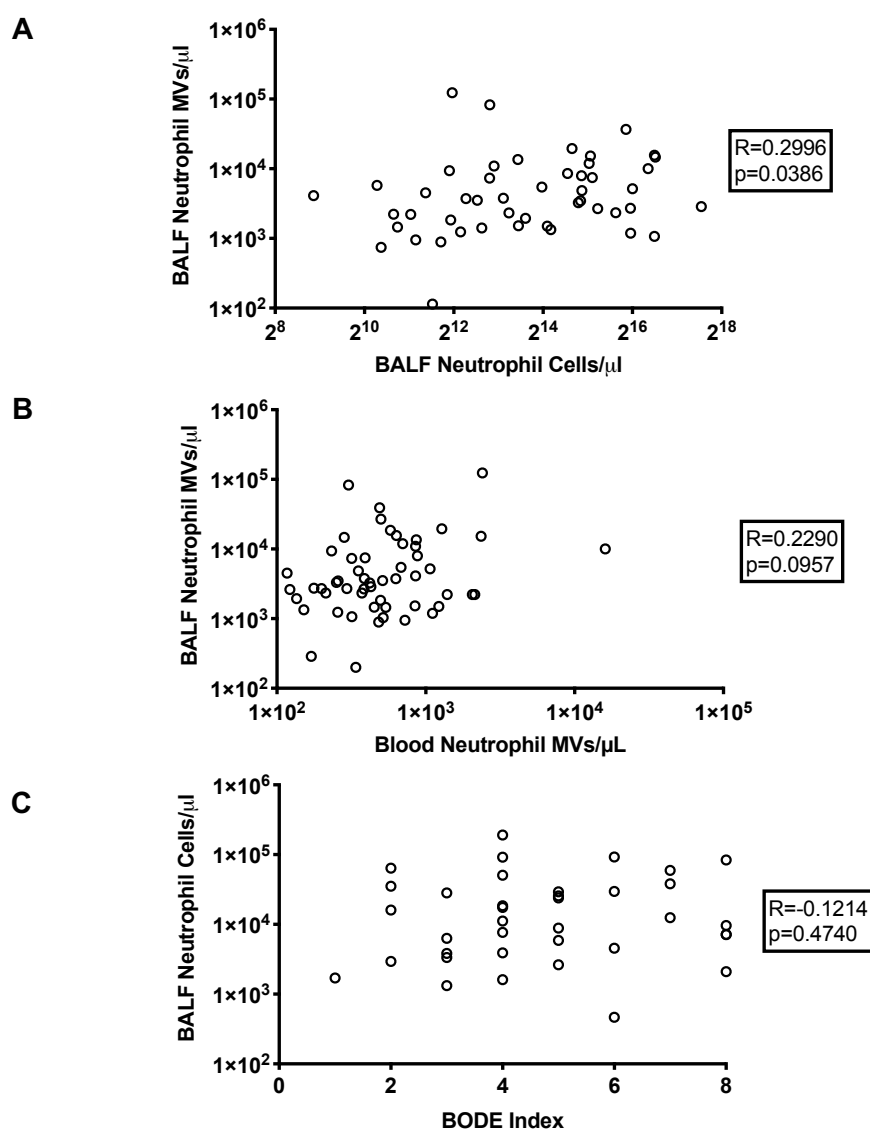 A
BALF Neutrophil MVs/µl
1×10⁶
1×10⁵
1×10⁴
1×10³
1×10²
2⁸ 2¹⁰ 2¹² 2¹⁴ 2¹⁶ 2¹⁸
BALF Neutrophil Cells/µl
R=0.2996
p=0.0386
B
BALF Neutrophil MVs/µl
1×10⁶
1×10⁵
1×10⁴
1×10³
1×10²
1×10² 1×10³ 1×10⁴ 1×10⁵
Blood Neutrophil MVs/µL
R=0.2290
p=0.0957
C
BALF Neutrophil Cells/µl
1×10⁶
1×10⁵
1×10⁴
1×10³
1×10²
0 2 4 6 8
BODE Index
R=-0.1214
p=0.4740